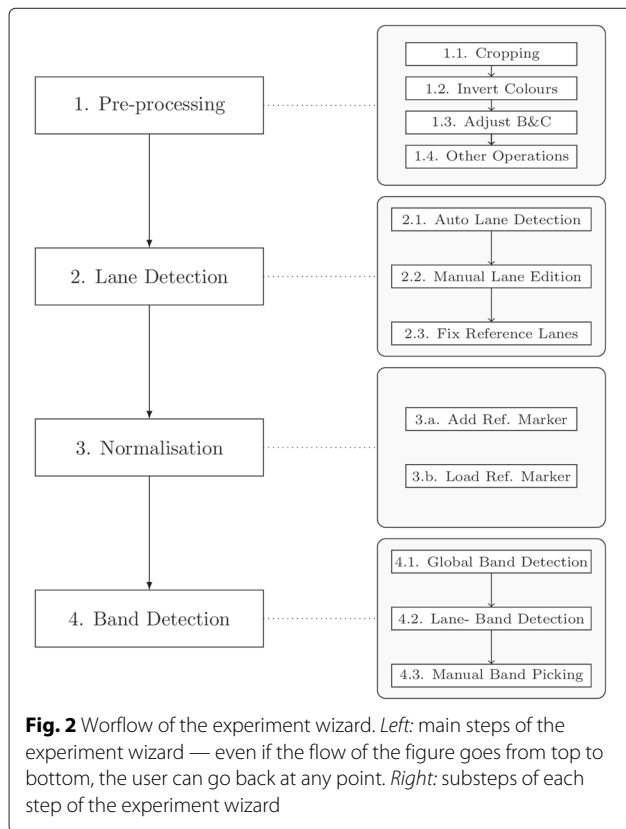 1. Pre-processing
1.1. Cropping
1.2. Invert Colours
1.3. Adjust B&C
1.4. Other Operations
2. Lane Detection
2.1. Auto Lane Detection
2.2. Manual Lane Edition
2.3. Fix Reference Lanes
3. Normalisation
3.a. Add Ref. Marker
3.b. Load Ref. Marker
4. Band Detection
4.1. Global Band Detection
4.2. Lane- Band Detection
4.3. Manual Band Picking
Fig. 2 Worflow of the experiment wizard. Left: main steps of the
experiment wizard — even if the flow of the figure goes from top to
bottom, the user can go back at any point. Right: substeps of each
step of the experiment wizard